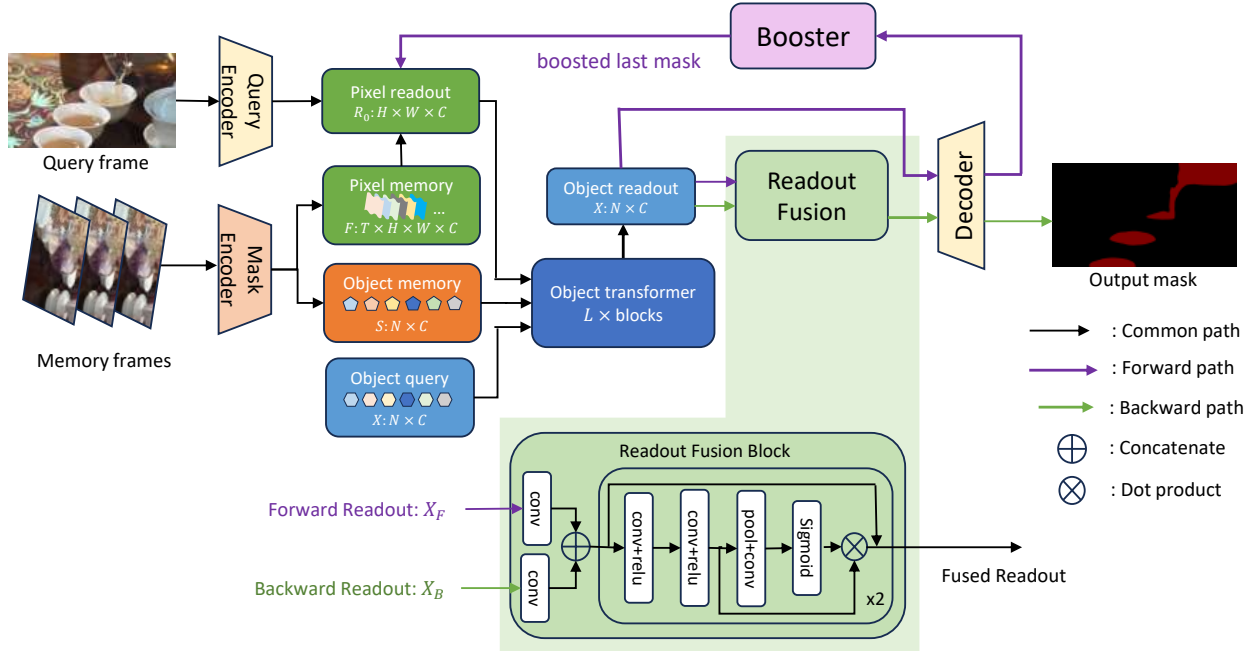 Booster
boosted last mask
Query
Encoder
Pixel readout
R₀: H × W × C
Query frame
Pixel memory
...
F: T × H × W × C
Object readout
X: N × C
Readout
Fusion
Decoder
Mask
Encoder
Object memory
S: N × C
Object transformer
L × blocks
Output mask
Memory frames
Object query
X: N × C
: Common path
: Forward path
: Backward path
: Concatenate
: Dot product
Readout Fusion Block
Forward Readout: X_F
Backward Readout: X_B
conv
conv
conv+relu
conv+relu
pool+conv
Sigmoid
x2
Fused Readout